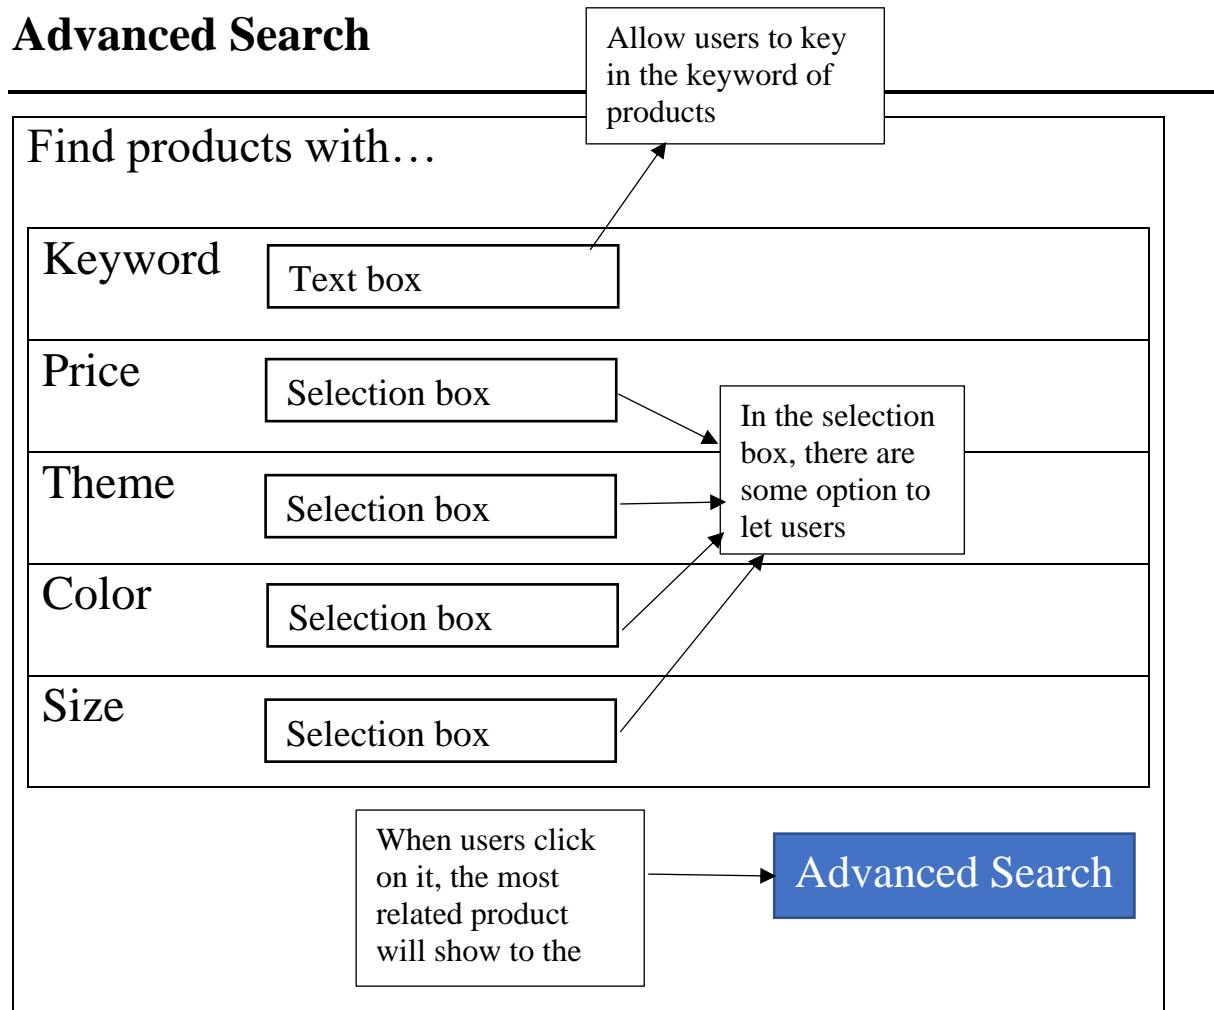 Advanced Search
Allow users to key
in the keyword of
products
Find products with…
Keyword
Text box
Price
Selection box
In the selection
box, there are
some option to
let users
Theme
Selection box
Color
Selection box
Size
Selection box
When users click
on it, the most
related product
will show to the
Advanced Search